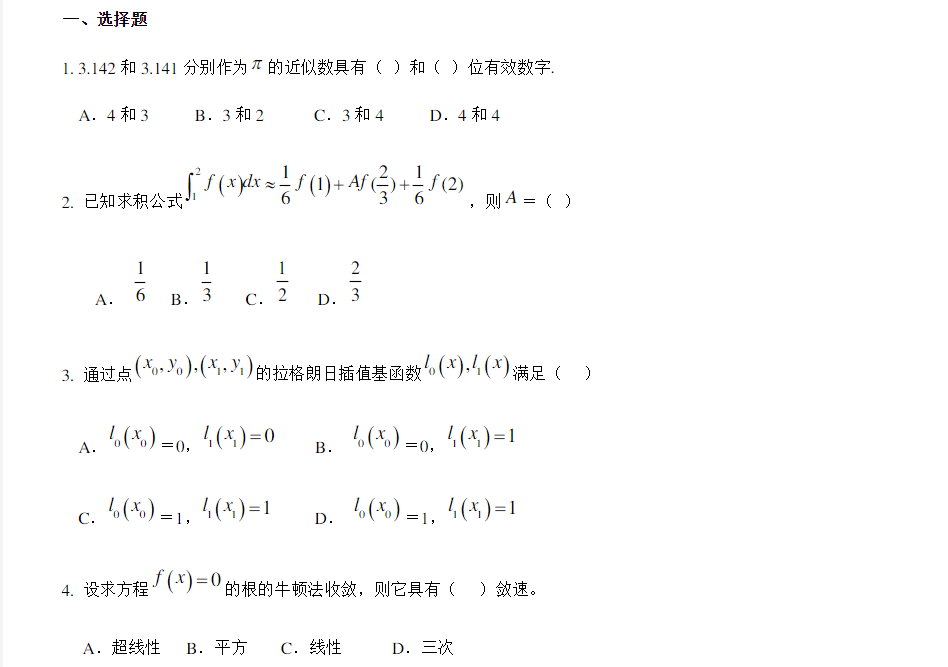 一、选择题
1. 3.142 和 3.141 分别作为 π 的近似数具有（ ）和（ ）位有效数字.
A．4 和 3 B．3 和 2 C．3 和 4 D．4 和 4
2. 已知求积公式 ∫₁² f(x)dx ≈ 1/6 f(1) + Af(2/3) + 1/6 f(2)，则 A =（ ）
A． 1/6 B．1/3 C．1/2 D．2/3
3. 通过点 (x₀, y₀),(x₁, y₁) 的拉格朗日插值基函数 l₀(x),l₁(x) 满足（ ）
A．l₀(x₀)=0，l₁(x₁)=0 B．l₀(x₀)=0，l₁(x₁)=1
C．l₀(x₀)=1，l₁(x₁)=1 D．l₀(x₀)=1，l₁(x₁)=1
4. 设求方程 f(x)=0 的根的牛顿法收敛，则它具有（ ）敛速。
A．超线性 B．平方 C．线性 D．三次